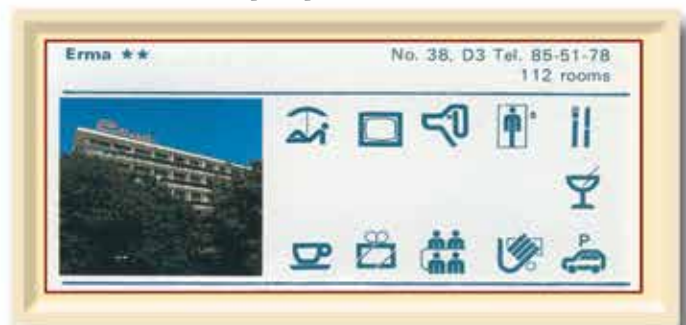 Erma ★★
No. 38, D3 Tel. 85-51-78
112 rooms
P